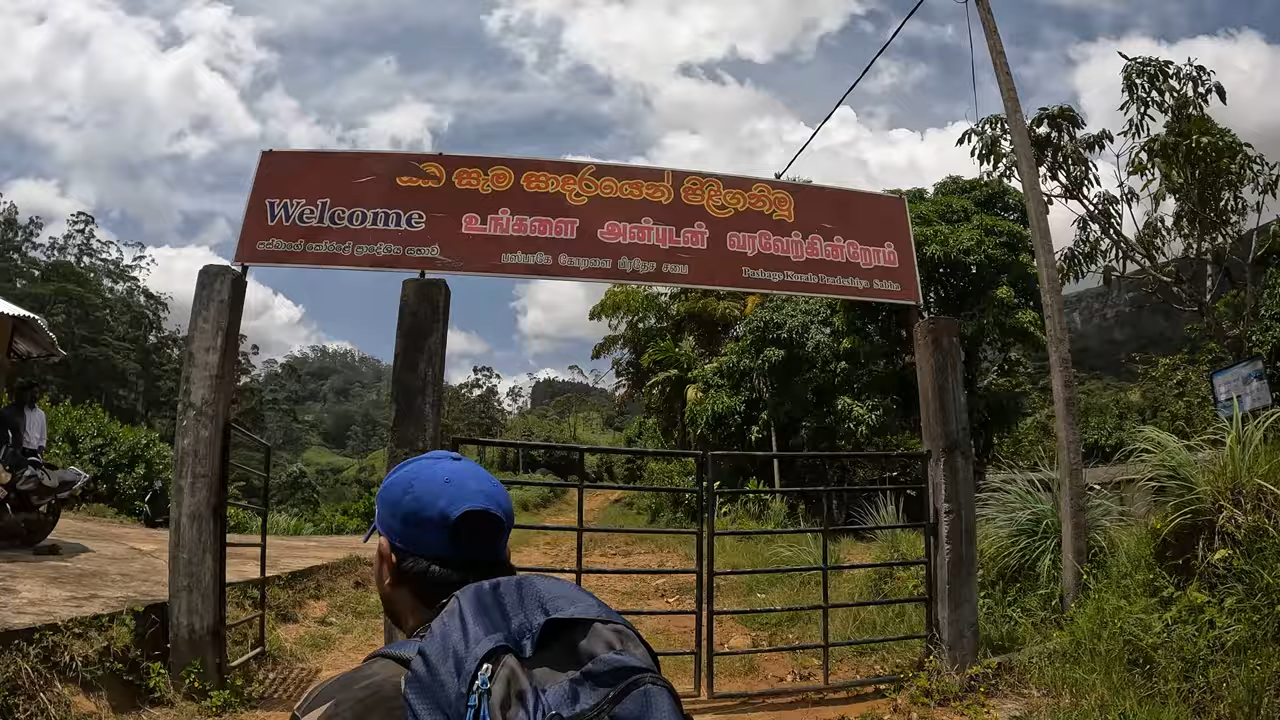 ඔබ සැම සාදරයෙන් පිළිගනිමු
Welcome
உங்களை அன்புடன் வரவேற்கின்றோம்
පස්බාගේ කෝරළේ ප්‍රාදේශිය සභාව
பஸ்பாகே கோரளை பிரதேச சபை
Pasbage Korale Pradeshiya Sabha